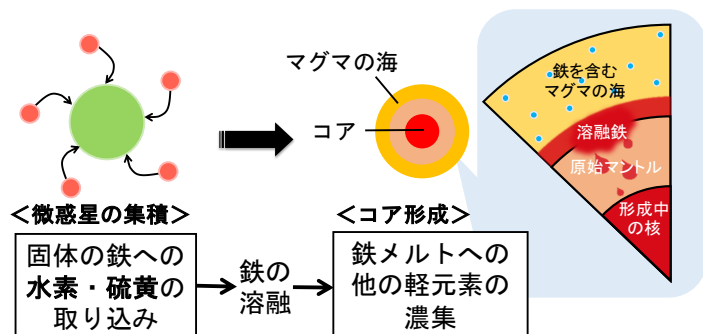 マグマの海
コア
鉄を含む
マグマの海
溶融鉄
原始マントル
形成中
の核
＜微惑星の集積＞
＜コア形成＞
固体の鉄への
水素・硫黄の
取り込み
鉄の
溶融
鉄メルトへの
他の軽元素の
濃集